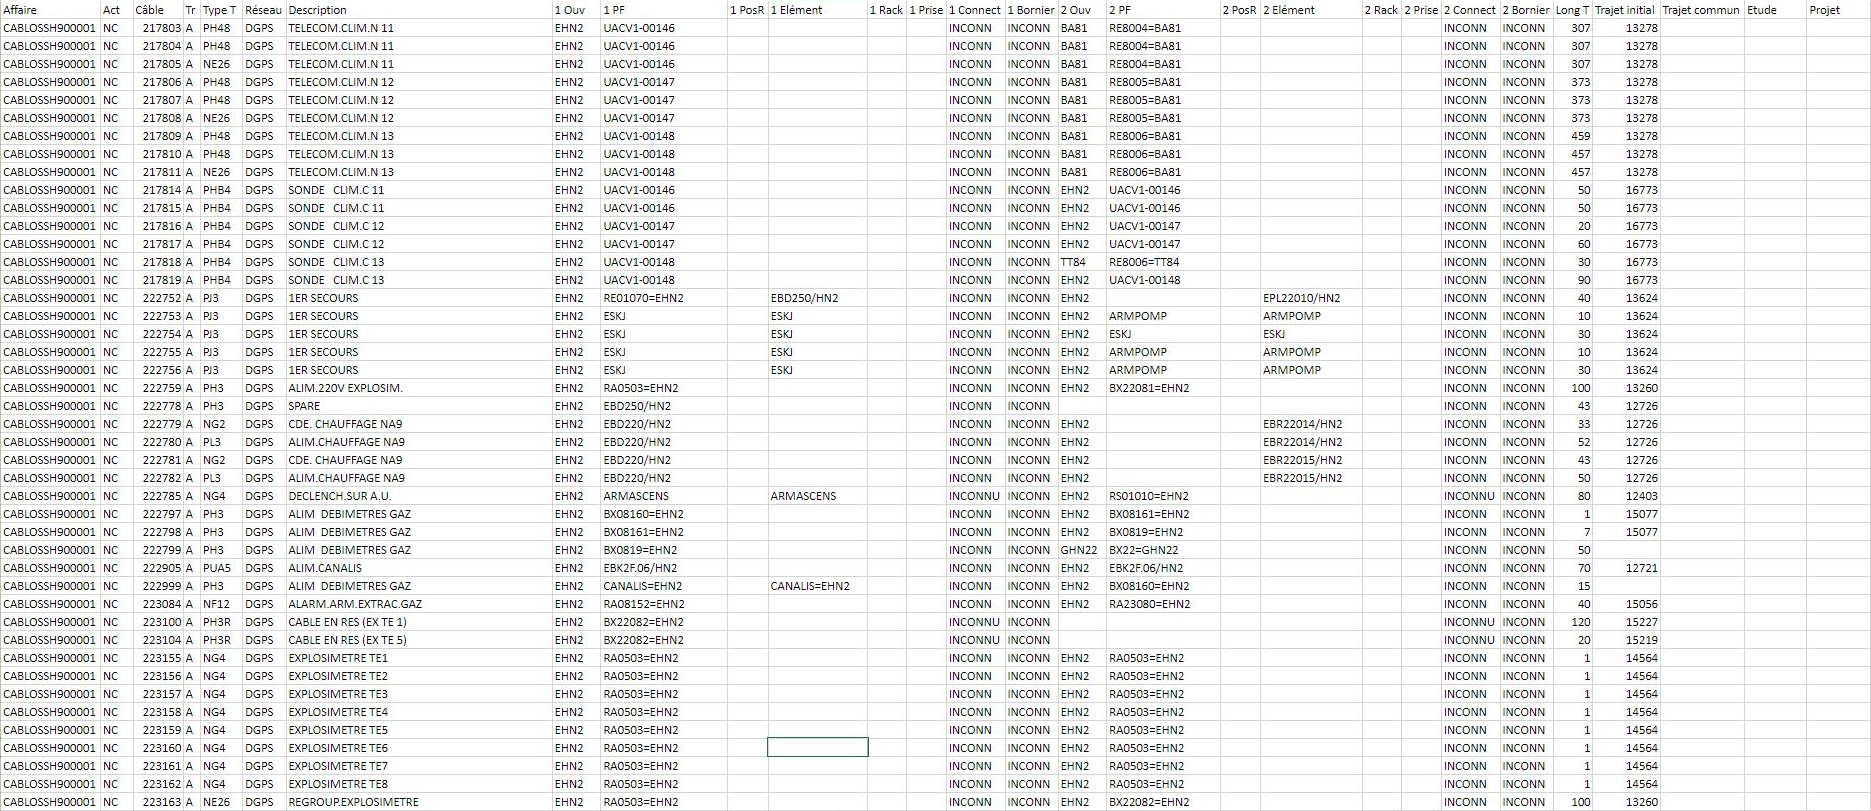 Affaire Act Câble Tr Type T Réseau Description 1 Ouv 1 PF 1 PosR 1 Elément 1 Rack 1 Prise 1 Connect 1 Bornier 2 Ouv 2 PF 2 PosR 2 Elément 2 Rack 2 Prise 2 Connect 2 Bornier Long T Trajet initial Trajet commun Etude Projet
CABLOSSH900001 NC 217803 A PH48 DGPS TELECOM.CLIM.N 11 EHN2 UACV1-00146 INCONN INCONN BA81 RE8004=BA81 INCONN INCONN 307 13278
CABLOSSH900001 NC 217804 A PH48 DGPS TELECOM.CLIM.N 11 EHN2 UACV1-00146 INCONN INCONN BA81 RE8004=BA81 INCONN INCONN 307 13278
CABLOSSH900001 NC 217805 A NE26 DGPS TELECOM.CLIM.N 11 EHN2 UACV1-00146 INCONN INCONN BA81 RE8004=BA81 INCONN INCONN 307 13278
CABLOSSH900001 NC 217806 A PH48 DGPS TELECOM.CLIM.N 12 EHN2 UACV1-00147 INCONN INCONN BA81 RE8005=BA81 INCONN INCONN 373 13278
CABLOSSH900001 NC 217807 A PH48 DGPS TELECOM.CLIM.N 12 EHN2 UACV1-00147 INCONN INCONN BA81 RE8005=BA81 INCONN INCONN 373 13278
CABLOSSH900001 NC 217808 A NE26 DGPS TELECOM.CLIM.N 12 EHN2 UACV1-00147 INCONN INCONN BA81 RE8005=BA81 INCONN INCONN 373 13278
CABLOSSH900001 NC 217809 A PH48 DGPS TELECOM.CLIM.N 13 EHN2 UACV1-00148 INCONN INCONN BA81 RE8006=BA81 INCONN INCONN 459 13278
CABLOSSH900001 NC 217810 A PH48 DGPS TELECOM.CLIM.N 13 EHN2 UACV1-00148 INCONN INCONN BA81 RE8006=BA81 INCONN INCONN 457 13278
CABLOSSH900001 NC 217811 A NE26 DGPS TELECOM.CLIM.N 13 EHN2 UACV1-00148 INCONN INCONN BA81 RE8006=BA81 INCONN INCONN 457 13278
CABLOSSH900001 NC 217814 A PHB4 DGPS SONDE CLIM.C 11 EHN2 UACV1-00146 INCONN INCONN EHN2 UACV1-00146 INCONN INCONN 50 16773
CABLOSSH900001 NC 217815 A PHB4 DGPS SONDE CLIM.C 11 EHN2 UACV1-00146 INCONN INCONN EHN2 UACV1-00146 INCONN INCONN 50 16773
CABLOSSH900001 NC 217816 A PHB4 DGPS SONDE CLIM.C 12 EHN2 UACV1-00147 INCONN INCONN EHN2 UACV1-00147 INCONN INCONN 20 16773
CABLOSSH900001 NC 217817 A PHB4 DGPS SONDE CLIM.C 12 EHN2 UACV1-00147 INCONN INCONN EHN2 UACV1-00147 INCONN INCONN 60 16773
CABLOSSH900001 NC 217818 A PHB4 DGPS SONDE CLIM.C 13 EHN2 UACV1-00148 INCONN INCONN TT84 RE8006=TT84 INCONN INCONN 30 16773
CABLOSSH900001 NC 217819 A PHB4 DGPS SONDE CLIM.C 13 EHN2 UACV1-00148 INCONN INCONN EHN2 UACV1-00148 INCONN INCONN 90 16773
CABLOSSH900001 NC 222752 A PJ3 DGPS 1ER SECOURS EHN2 RE01070=EHN2 EBD250/HN2 INCONN INCONN EHN2 EPL22010/HN2 INCONN INCONN 40 13624
CABLOSSH900001 NC 222753 A PJ3 DGPS 1ER SECOURS EHN2 ESKJ ESKJ INCONN INCONN EHN2 ARMPOMP ARMPOMP INCONN INCONN 10 13624
CABLOSSH900001 NC 222754 A PJ3 DGPS 1ER SECOURS EHN2 ESKJ ESKJ INCONN INCONN EHN2 ESKJ ESKJ INCONN INCONN 30 13624
CABLOSSH900001 NC 222755 A PJ3 DGPS 1ER SECOURS EHN2 ESKJ ESKJ INCONN INCONN EHN2 ARMPOMP ARMPOMP INCONN INCONN 10 13624
CABLOSSH900001 NC 222756 A PJ3 DGPS 1ER SECOURS EHN2 ESKJ ESKJ INCONN INCONN EHN2 ARMPOMP ARMPOMP INCONN INCONN 30 13624
CABLOSSH900001 NC 222759 A PH3 DGPS ALIM.220V EXPLOSIM. EHN2 RA0503=EHN2 INCONN INCONN EHN2 BX22081=EHN2 INCONN INCONN 100 13260
CABLOSSH900001 NC 222778 A PH3 DGPS SPARE EHN2 EBD250/HN2 INCONN INCONN INCONN INCONN 43 12726
CABLOSSH900001 NC 222779 A NG2 DGPS CDE. CHAUFFAGE NA9 EHN2 EBD220/HN2 INCONN INCONN EHN2 EBR22014/HN2 INCONN INCONN 33 12726
CABLOSSH900001 NC 222780 A PL3 DGPS ALIM.CHAUFFAGE NA9 EHN2 EBD220/HN2 INCONN INCONN EHN2 EBR22014/HN2 INCONN INCONN 52 12726
CABLOSSH900001 NC 222781 A NG2 DGPS CDE. CHAUFFAGE NA9 EHN2 EBD220/HN2 INCONN INCONN EHN2 EBR22015/HN2 INCONN INCONN 43 12726
CABLOSSH900001 NC 222782 A PL3 DGPS ALIM.CHAUFFAGE NA9 EHN2 EBD220/HN2 INCONN INCONN EHN2 EBR22015/HN2 INCONN INCONN 50 12726
CABLOSSH900001 NC 222785 A NG4 DGPS DECLENCH.SUR A.U. EHN2 ARMASCENS ARMASCENS INCONNU INCONN EHN2 RS01010=EHN2 INCONNU INCONN 80 12403
CABLOSSH900001 NC 222797 A PH3 DGPS ALIM DEBIMETRES GAZ EHN2 BX08160=EHN2 INCONN INCONN EHN2 BX08161=EHN2 INCONN INCONN 1 15077
CABLOSSH900001 NC 222798 A PH3 DGPS ALIM DEBIMETRES GAZ EHN2 BX08161=EHN2 INCONN INCONN EHN2 BX0819=EHN2 INCONN INCONN 7 15077
CABLOSSH900001 NC 222799 A PH3 DGPS ALIM DEBIMETRES GAZ EHN2 BX0819=EHN2 INCONN INCONN GHN22 BX22=GHN22 INCONN INCONN 50
CABLOSSH900001 NC 222905 A PUA5 DGPS ALIM.CANALIS EHN2 EBK2F.06/HN2 INCONN INCONN EHN2 EBK2F.06/HN2 INCONN INCONN 70 12721
CABLOSSH900001 NC 222999 A PH3 DGPS ALIM DEBIMETRES GAZ EHN2 CANALIS=EHN2 CANALIS=EHN2 INCONN INCONN EHN2 BX08160=EHN2 INCONN INCONN 15
CABLOSSH900001 NC 223084 A NF12 DGPS ALARM.ARM.EXTRAC.GAZ EHN2 RA08152=EHN2 INCONN INCONN EHN2 RA23080=EHN2 INCONN INCONN 40 15056
CABLOSSH900001 NC 223100 A PH3R DGPS CABLE EN RES (EX TE 1) EHN2 BX22082=EHN2 INCONNU INCONN INCONNU INCONN 120 15227
CABLOSSH900001 NC 223104 A PH3R DGPS CABLE EN RES (EX TE 5) EHN2 BX22082=EHN2 INCONNU INCONN INCONNU INCONN 20 15219
CABLOSSH900001 NC 223155 A NG4 DGPS EXPLOSIMETRE TE1 EHN2 RA0503=EHN2 INCONN INCONN EHN2 RA0503=EHN2 INCONN INCONN 1 14564
CABLOSSH900001 NC 223156 A NG4 DGPS EXPLOSIMETRE TE2 EHN2 RA0503=EHN2 INCONN INCONN EHN2 RA0503=EHN2 INCONN INCONN 1 14564
CABLOSSH900001 NC 223157 A NG4 DGPS EXPLOSIMETRE TE3 EHN2 RA0503=EHN2 INCONN INCONN EHN2 RA0503=EHN2 INCONN INCONN 1 14564
CABLOSSH900001 NC 223158 A NG4 DGPS EXPLOSIMETRE TE4 EHN2 RA0503=EHN2 INCONN INCONN EHN2 RA0503=EHN2 INCONN INCONN 1 14564
CABLOSSH900001 NC 223159 A NG4 DGPS EXPLOSIMETRE TE5 EHN2 RA0503=EHN2 INCONN INCONN EHN2 RA0503=EHN2 INCONN INCONN 1 14564
CABLOSSH900001 NC 223160 A NG4 DGPS EXPLOSIMETRE TE6 EHN2 RA0503=EHN2 INCONN INCONN EHN2 RA0503=EHN2 INCONN INCONN 1 14564
CABLOSSH900001 NC 223161 A NG4 DGPS EXPLOSIMETRE TE7 EHN2 RA0503=EHN2 INCONN INCONN EHN2 RA0503=EHN2 INCONN INCONN 1 14564
CABLOSSH900001 NC 223162 A NG4 DGPS EXPLOSIMETRE TE8 EHN2 RA0503=EHN2 INCONN INCONN EHN2 RA0503=EHN2 INCONN INCONN 1 14564
CABLOSSH900001 NC 223163 A NE26 DGPS REGROUP.EXPLOSIMETRE EHN2 RA0503=EHN2 INCONN INCONN EHN2 BX22082=EHN2 INCONN INCONN 100 13260